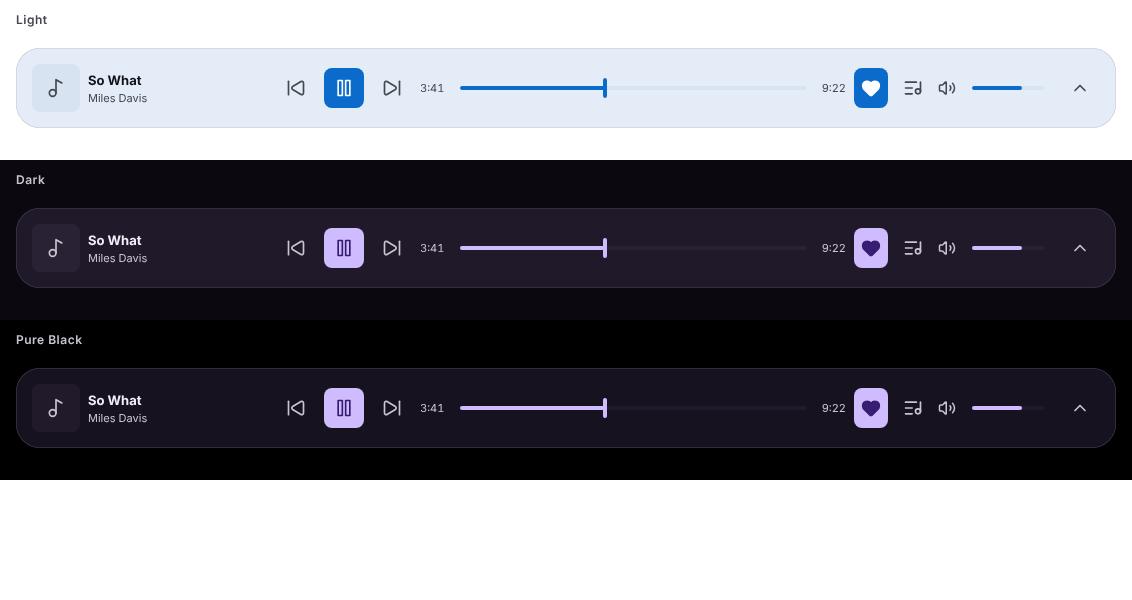 Light
So What
Miles Davis
3:41
9:22
Dark
So What
Miles Davis
3:41
9:22
Pure Black
So What
Miles Davis
3:41
9:22